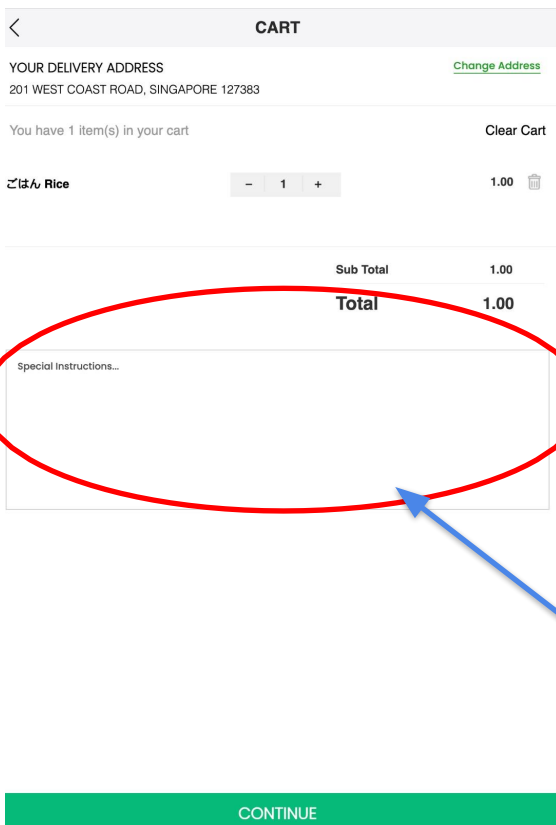 CART
YOUR DELIVERY ADDRESS Change Address
201 WEST COAST ROAD, SINGAPORE 127383
You have 1 item(s) in your cart Clear Cart
ごはん Rice - 1 + 1.00
Sub Total 1.00
Total 1.00
Special Instructions...
CONTINUE